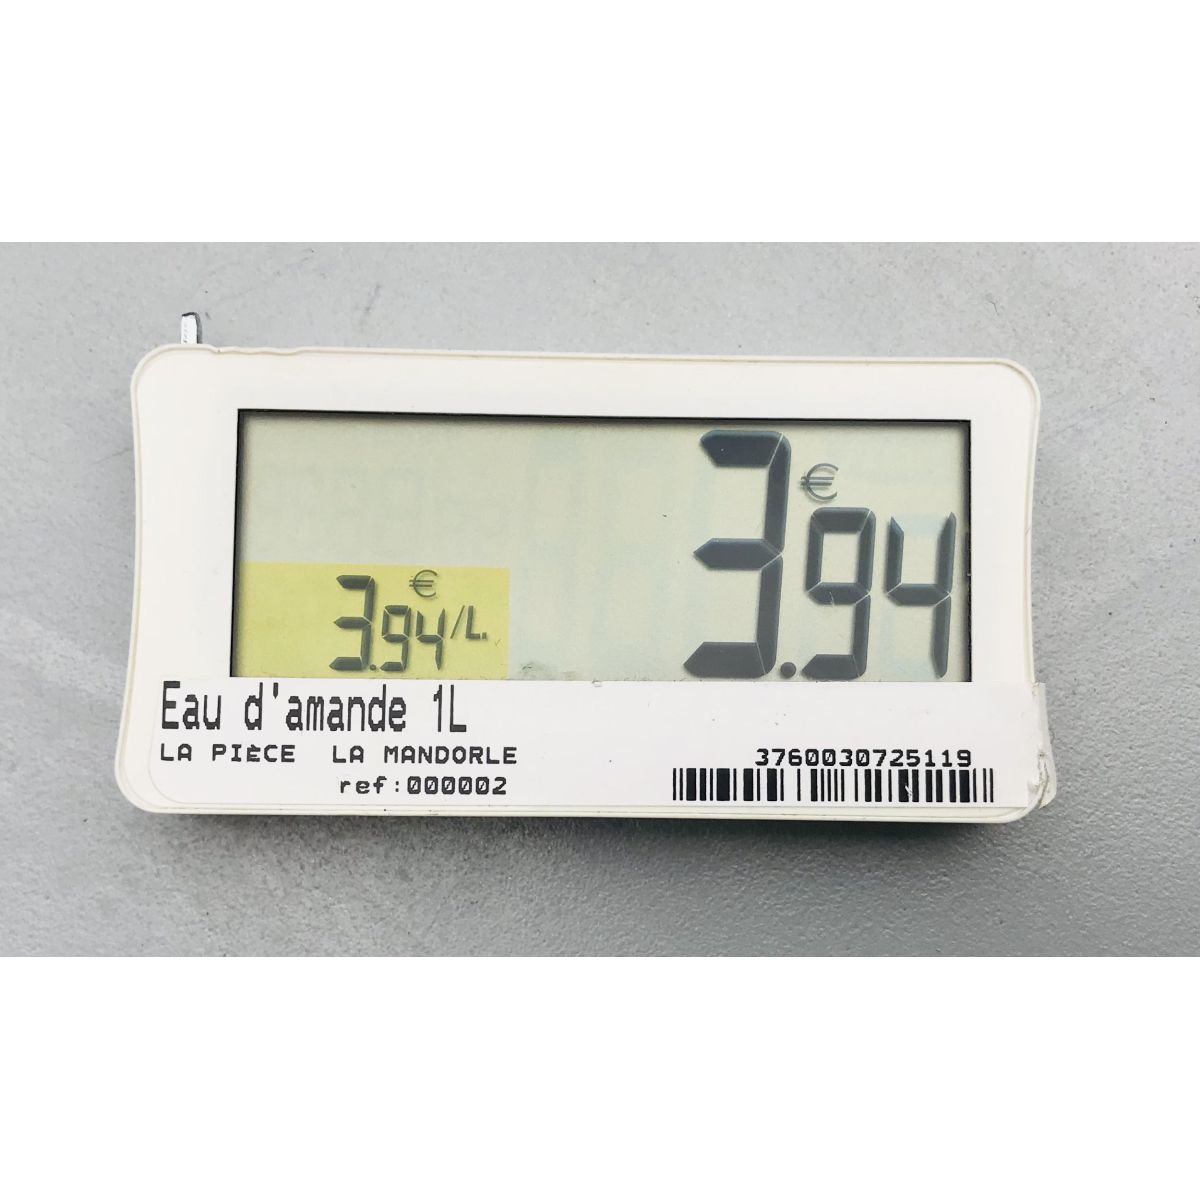 3.94 €
3.94 €/L.
Eau d'amande 1L
LA PIÈCE LA MANDORLE
3760030725119
ref:000002